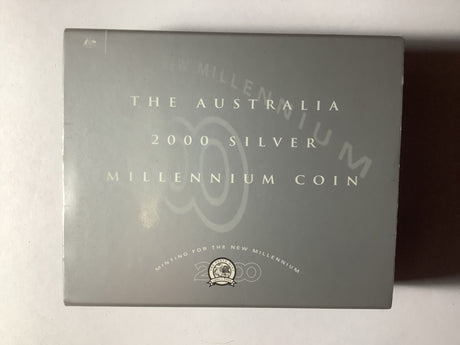 NEW MILLENNIUM
THE AUSTRALIA
2000 SILVER
MILLENNIUM COIN
MINTING FOR THE NEW MILLENNIUM
2000